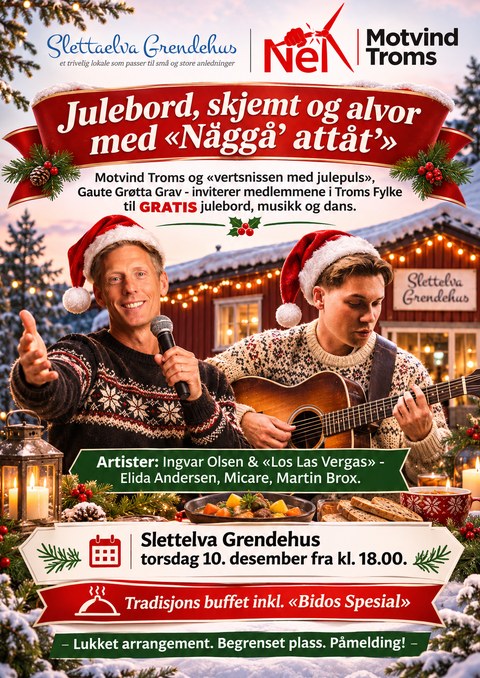 Slettaelva Grendehus
et trivelig lokale som passer til små og store anledninger
Nei
Motvind
Troms
Julebord, skjemt og alvor
med «Năggå’ attåt’»
Motvind Troms og «vertsnissen med julepuls»,
Gaute Grøtta Grav - inviterer medlemmene i Troms Fylke
til GRATIS julebord, musikk og dans.
Slettelva
Grendehus
Artister: Ingvar Olsen & «Los Las Vergas» -
Elida Andersen, Micare, Martin Brox.
Slettelva Grendehus
torsdag 10. desember fra kl. 18.00.
Tradisjons buffet inkl. «Bidos Spesial»
– Lukket arrangement. Begrenset plass. Påmelding! –